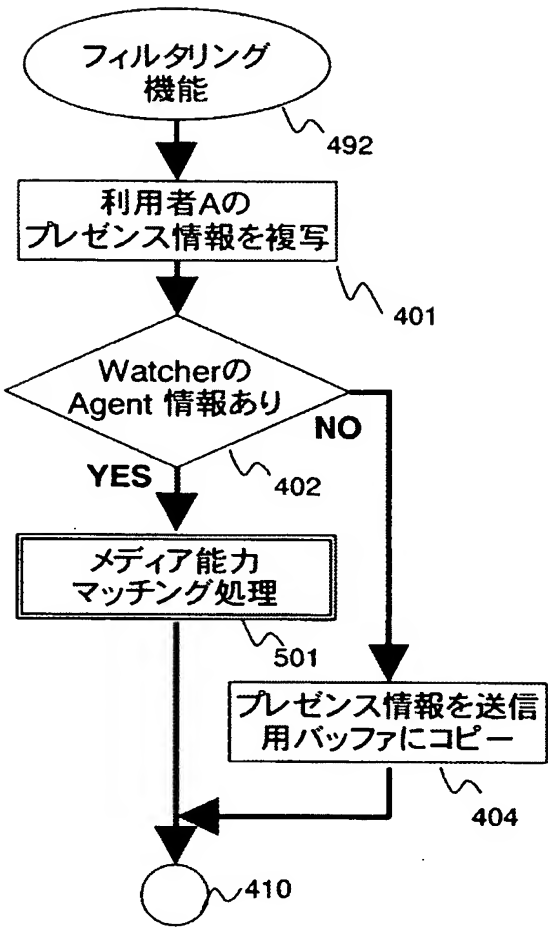 フィルタリング
機能
492
利用者Aの
プレゼンス情報を複写
401
Watcherの
Agent 情報あり
NO
YES
402
メディア能力
マッチング処理
501
プレゼンス情報を送信
用バッファにコピー
404
410